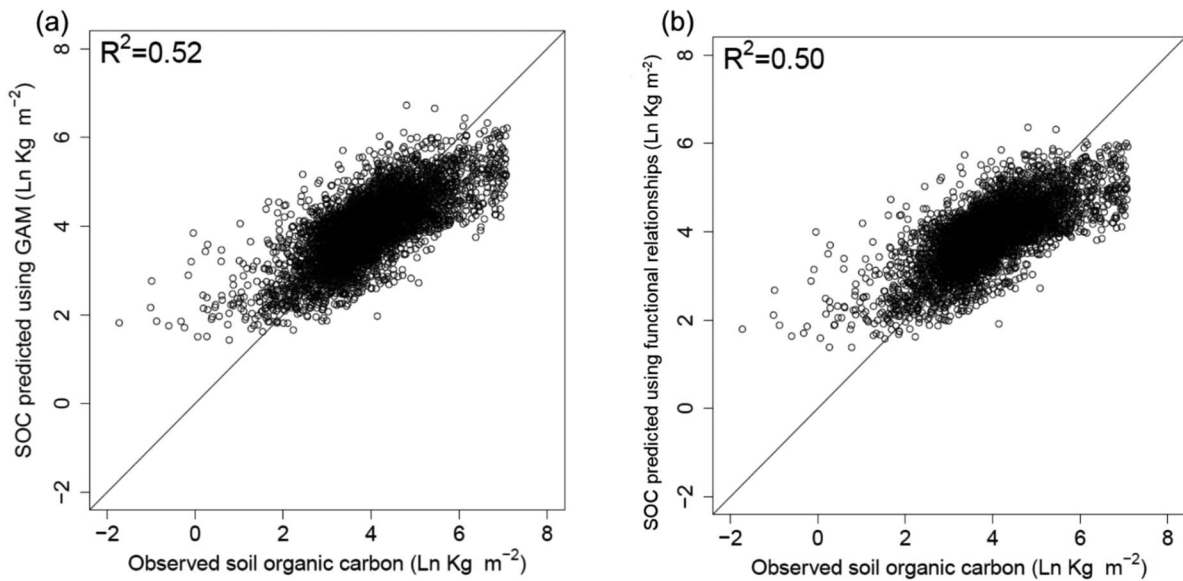 (a)
R²=0.52
SOC predicted using GAM (Ln Kg m⁻²)
8
6
4
2
0
−2
−2 0 2 4 6 8
Observed soil organic carbon (Ln Kg m⁻²)
(b)
R²=0.50
SOC predicted using functional relationships (Ln Kg m⁻²)
8
6
4
2
0
−2
−2 0 2 4 6 8
Observed soil organic carbon (Ln Kg m⁻²)